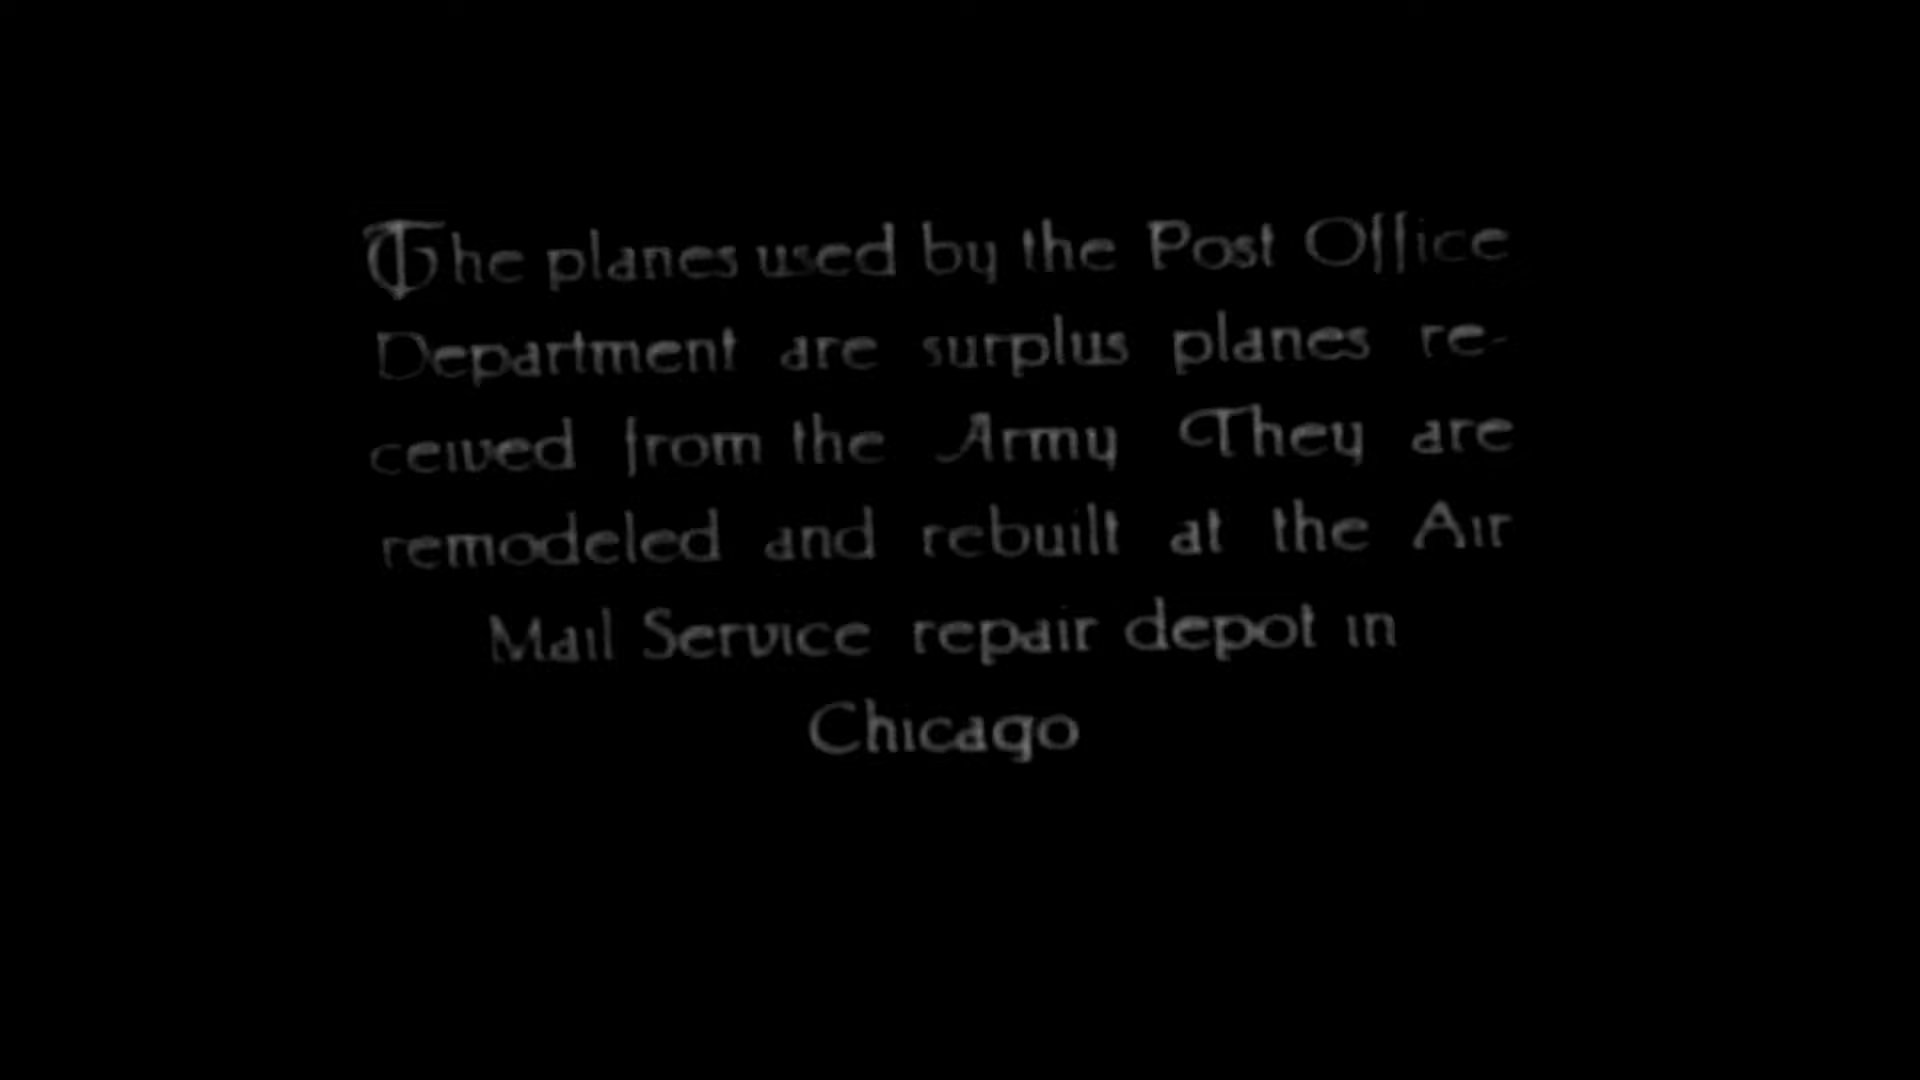 The planes used by the Post Office
Department are surplus planes re-
ceived from the Army They are
remodeled and rebuilt at the Air
Mail Service repair depot in
Chicago